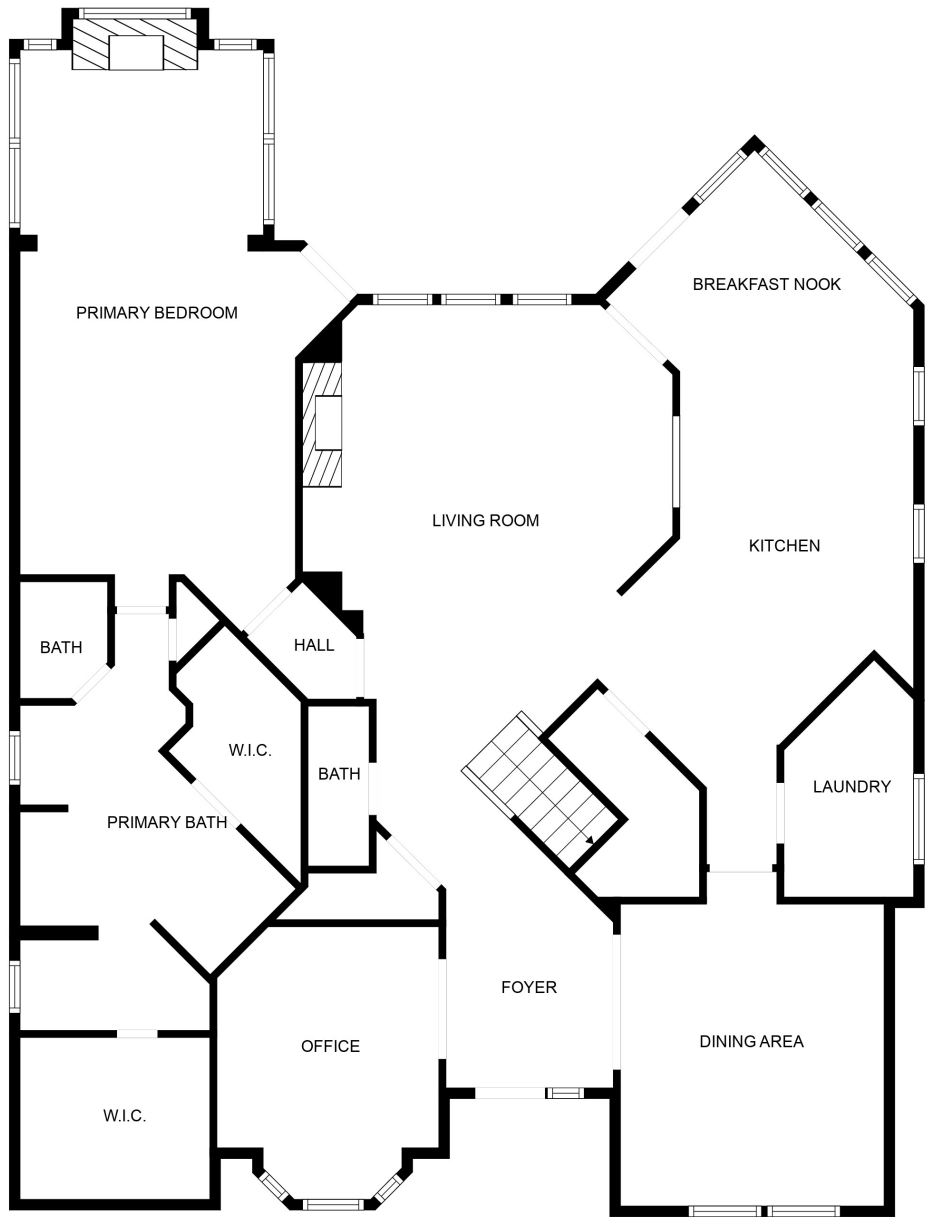 BREAKFAST NOOK
PRIMARY BEDROOM
LIVING ROOM
KITCHEN
HALL
BATH
W.I.C.
BATH
LAUNDRY
PRIMARY BATH
FOYER
DINING AREA
OFFICE
W.I.C.